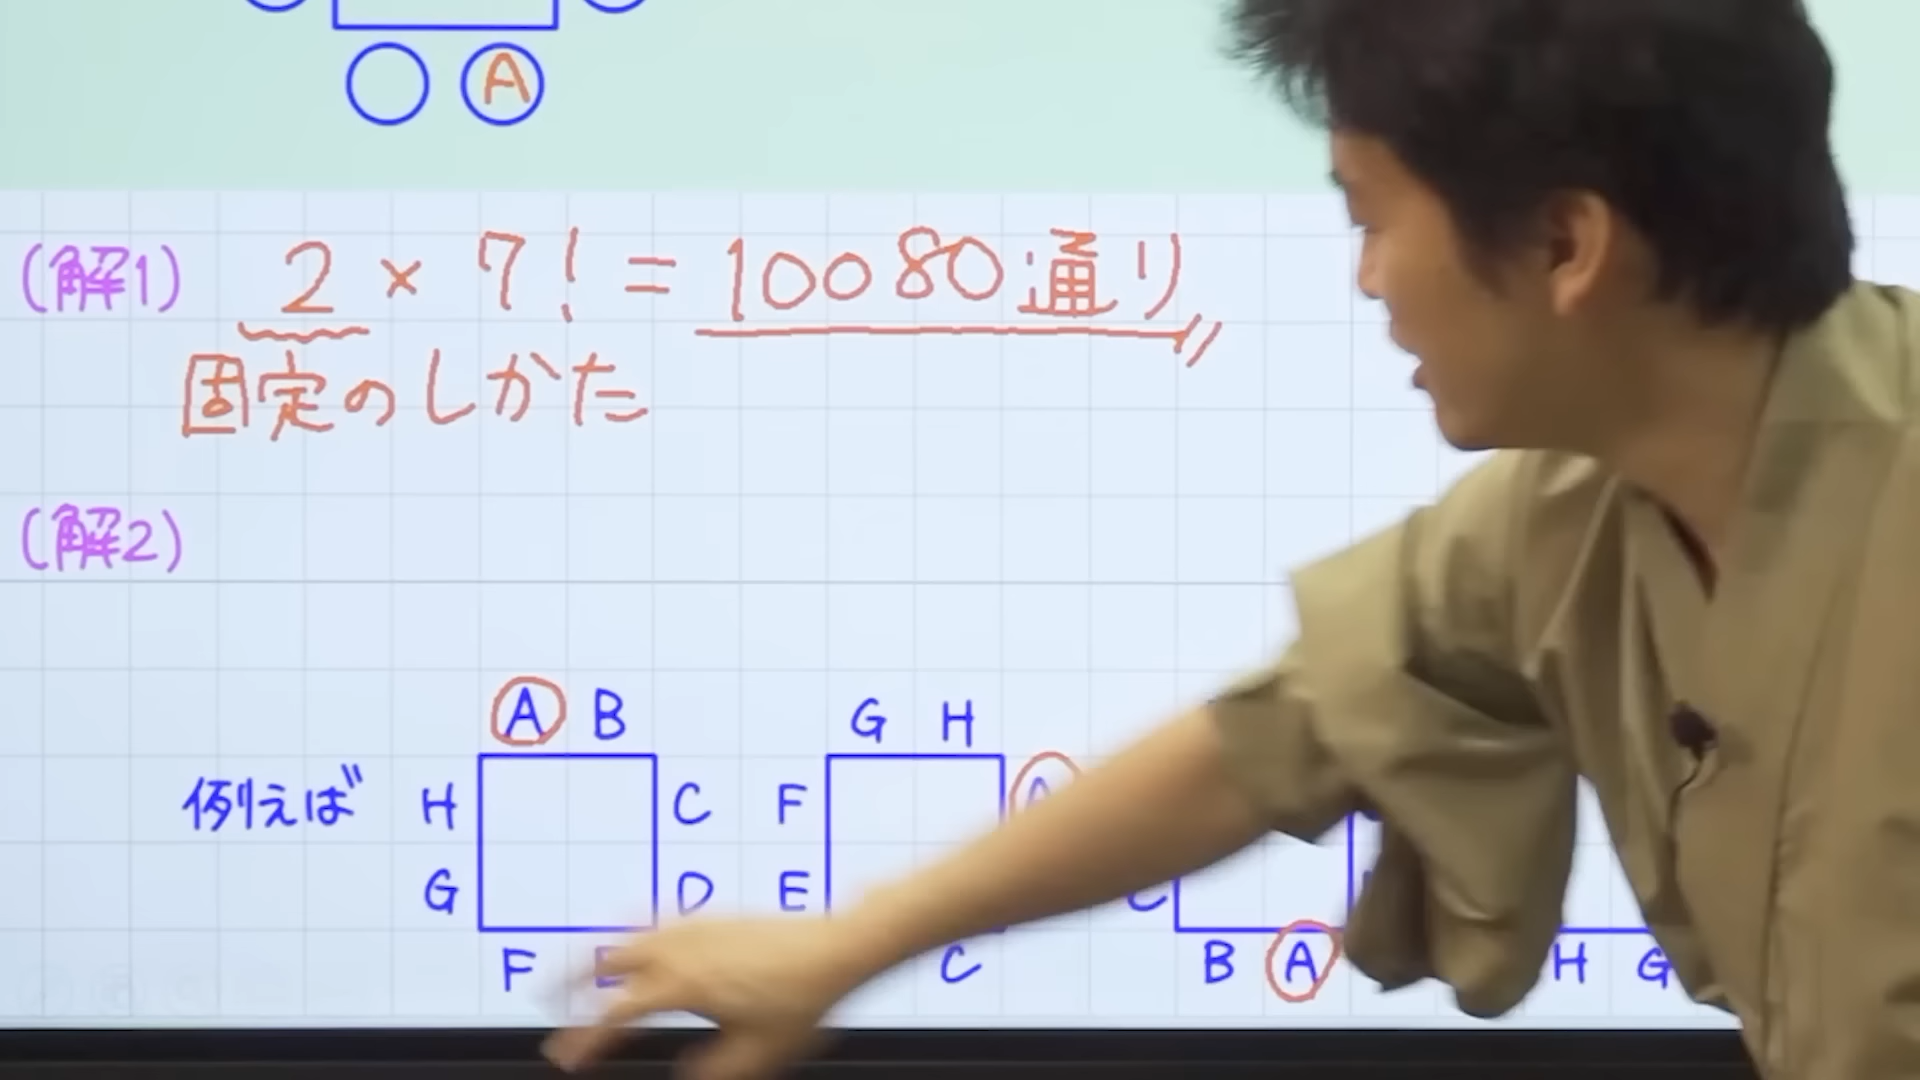 A
(解1) 2 × 7! = 10080通り
固定のしかた
(解2)
A B
G H
例えば H C F
G D E
F
C
B A
H G